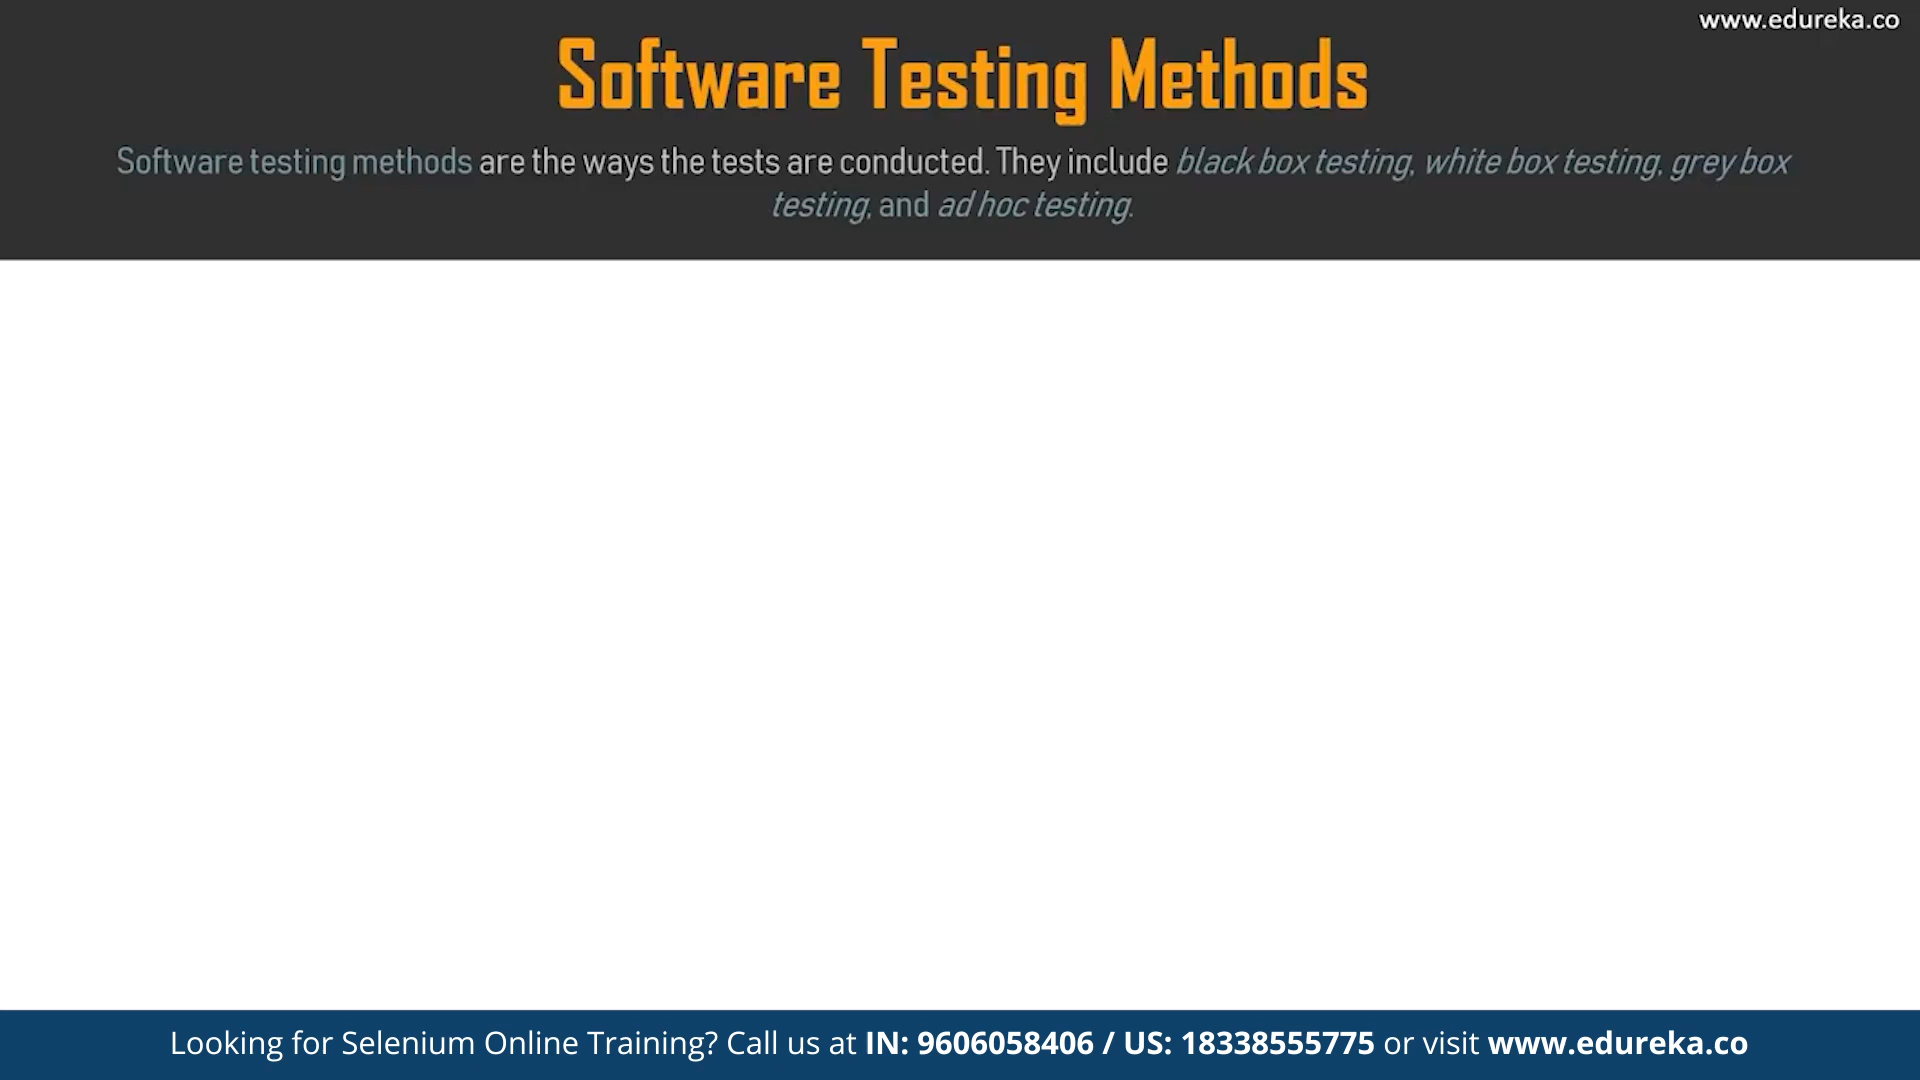 www.edureka.co
Software Testing Methods
Software testing methods are the ways the tests are conducted. They include black box testing, white box testing, grey box
testing, and ad hoc testing.
Looking for Selenium Online Training? Call us at IN: 9606058406 / US: 18338555775 or visit www.edureka.co